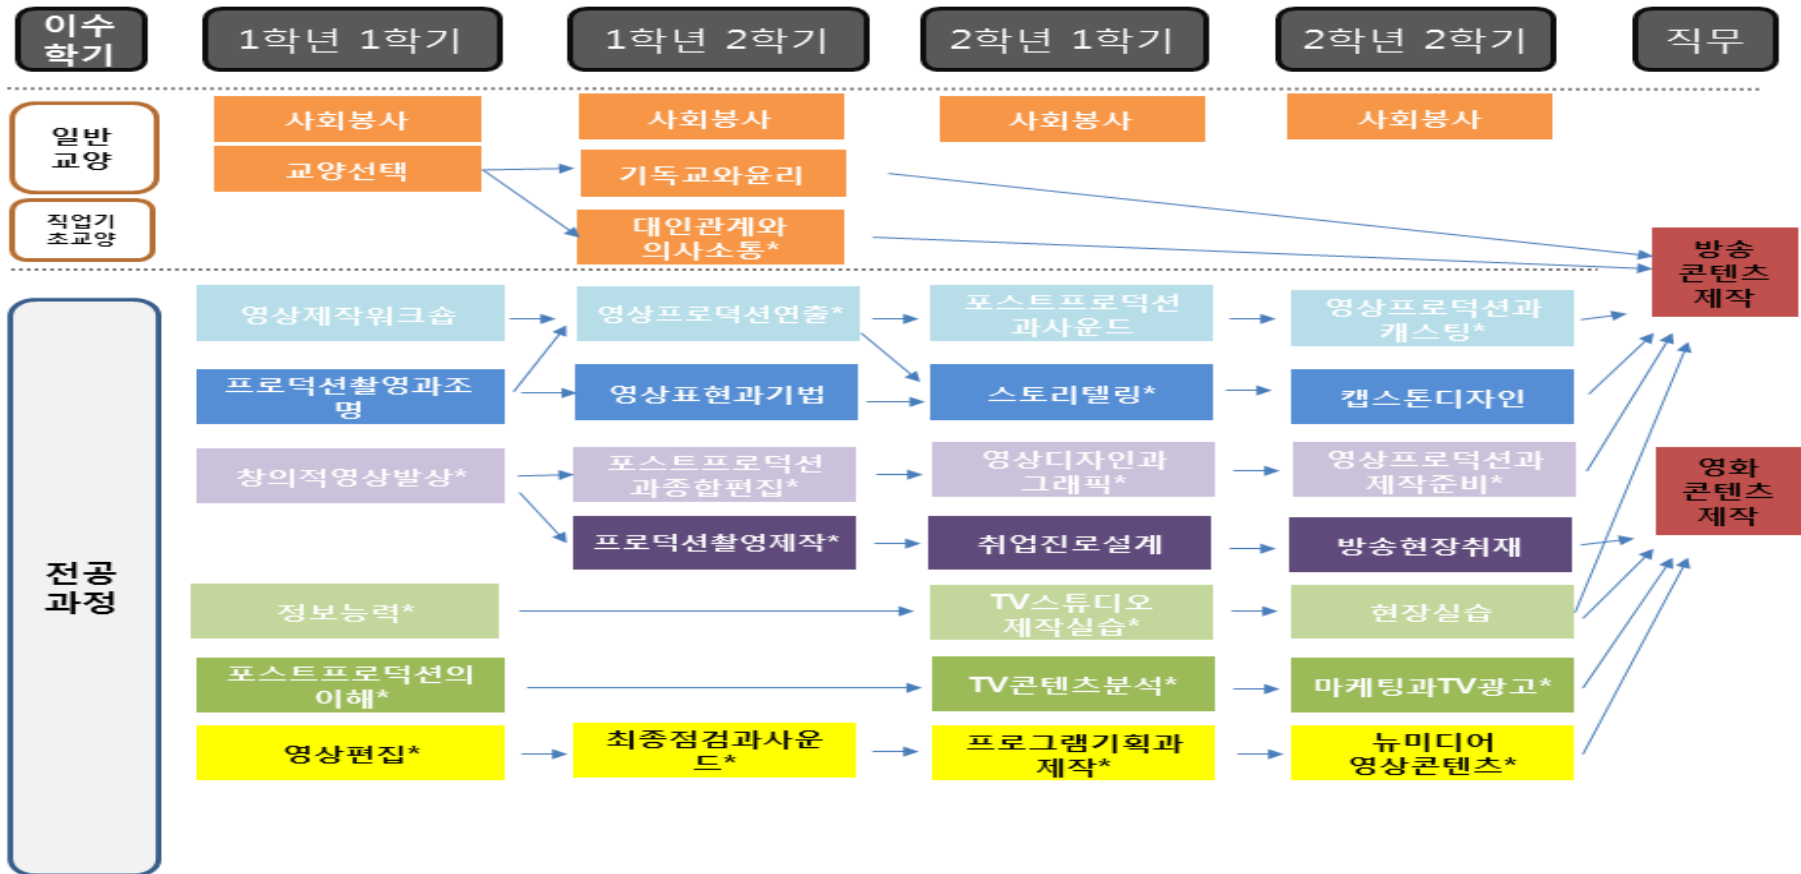 이수
학기
1학년 1학기
1학년 2학기
2학년 1학기
2학년 2학기
직무
일반
교양
사회봉사
사회봉사
사회봉사
사회봉사
교양선택
기독교와윤리
직업기
초교양
대인관계와
의사소통*
방송
콘텐츠
제작
전공
과정
영상제작워크숍
영상프로덕션연출*
포스트프로덕션
과사운드
영상프로덕션과
캐스팅*
프로덕션촬영과조
명
영상표현과기법
스토리텔링*
캡스톤디자인
창의적영상발상*
포스트프로덕션
과종합편집*
영상디자인과
그래픽*
영상프로덕션과
제작준비*
영화
콘텐츠
제작
프로덕션촬영제작*
취업진로설계
방송현장취재
정보능력*
TV스튜디오
제작실습*
현장실습
포스트프로덕션의
이해*
TV콘텐츠분석*
마케팅과TV광고*
영상편집*
최종점검과사운
드*
프로그램기획과
제작*
뉴미디어
영상콘텐츠*